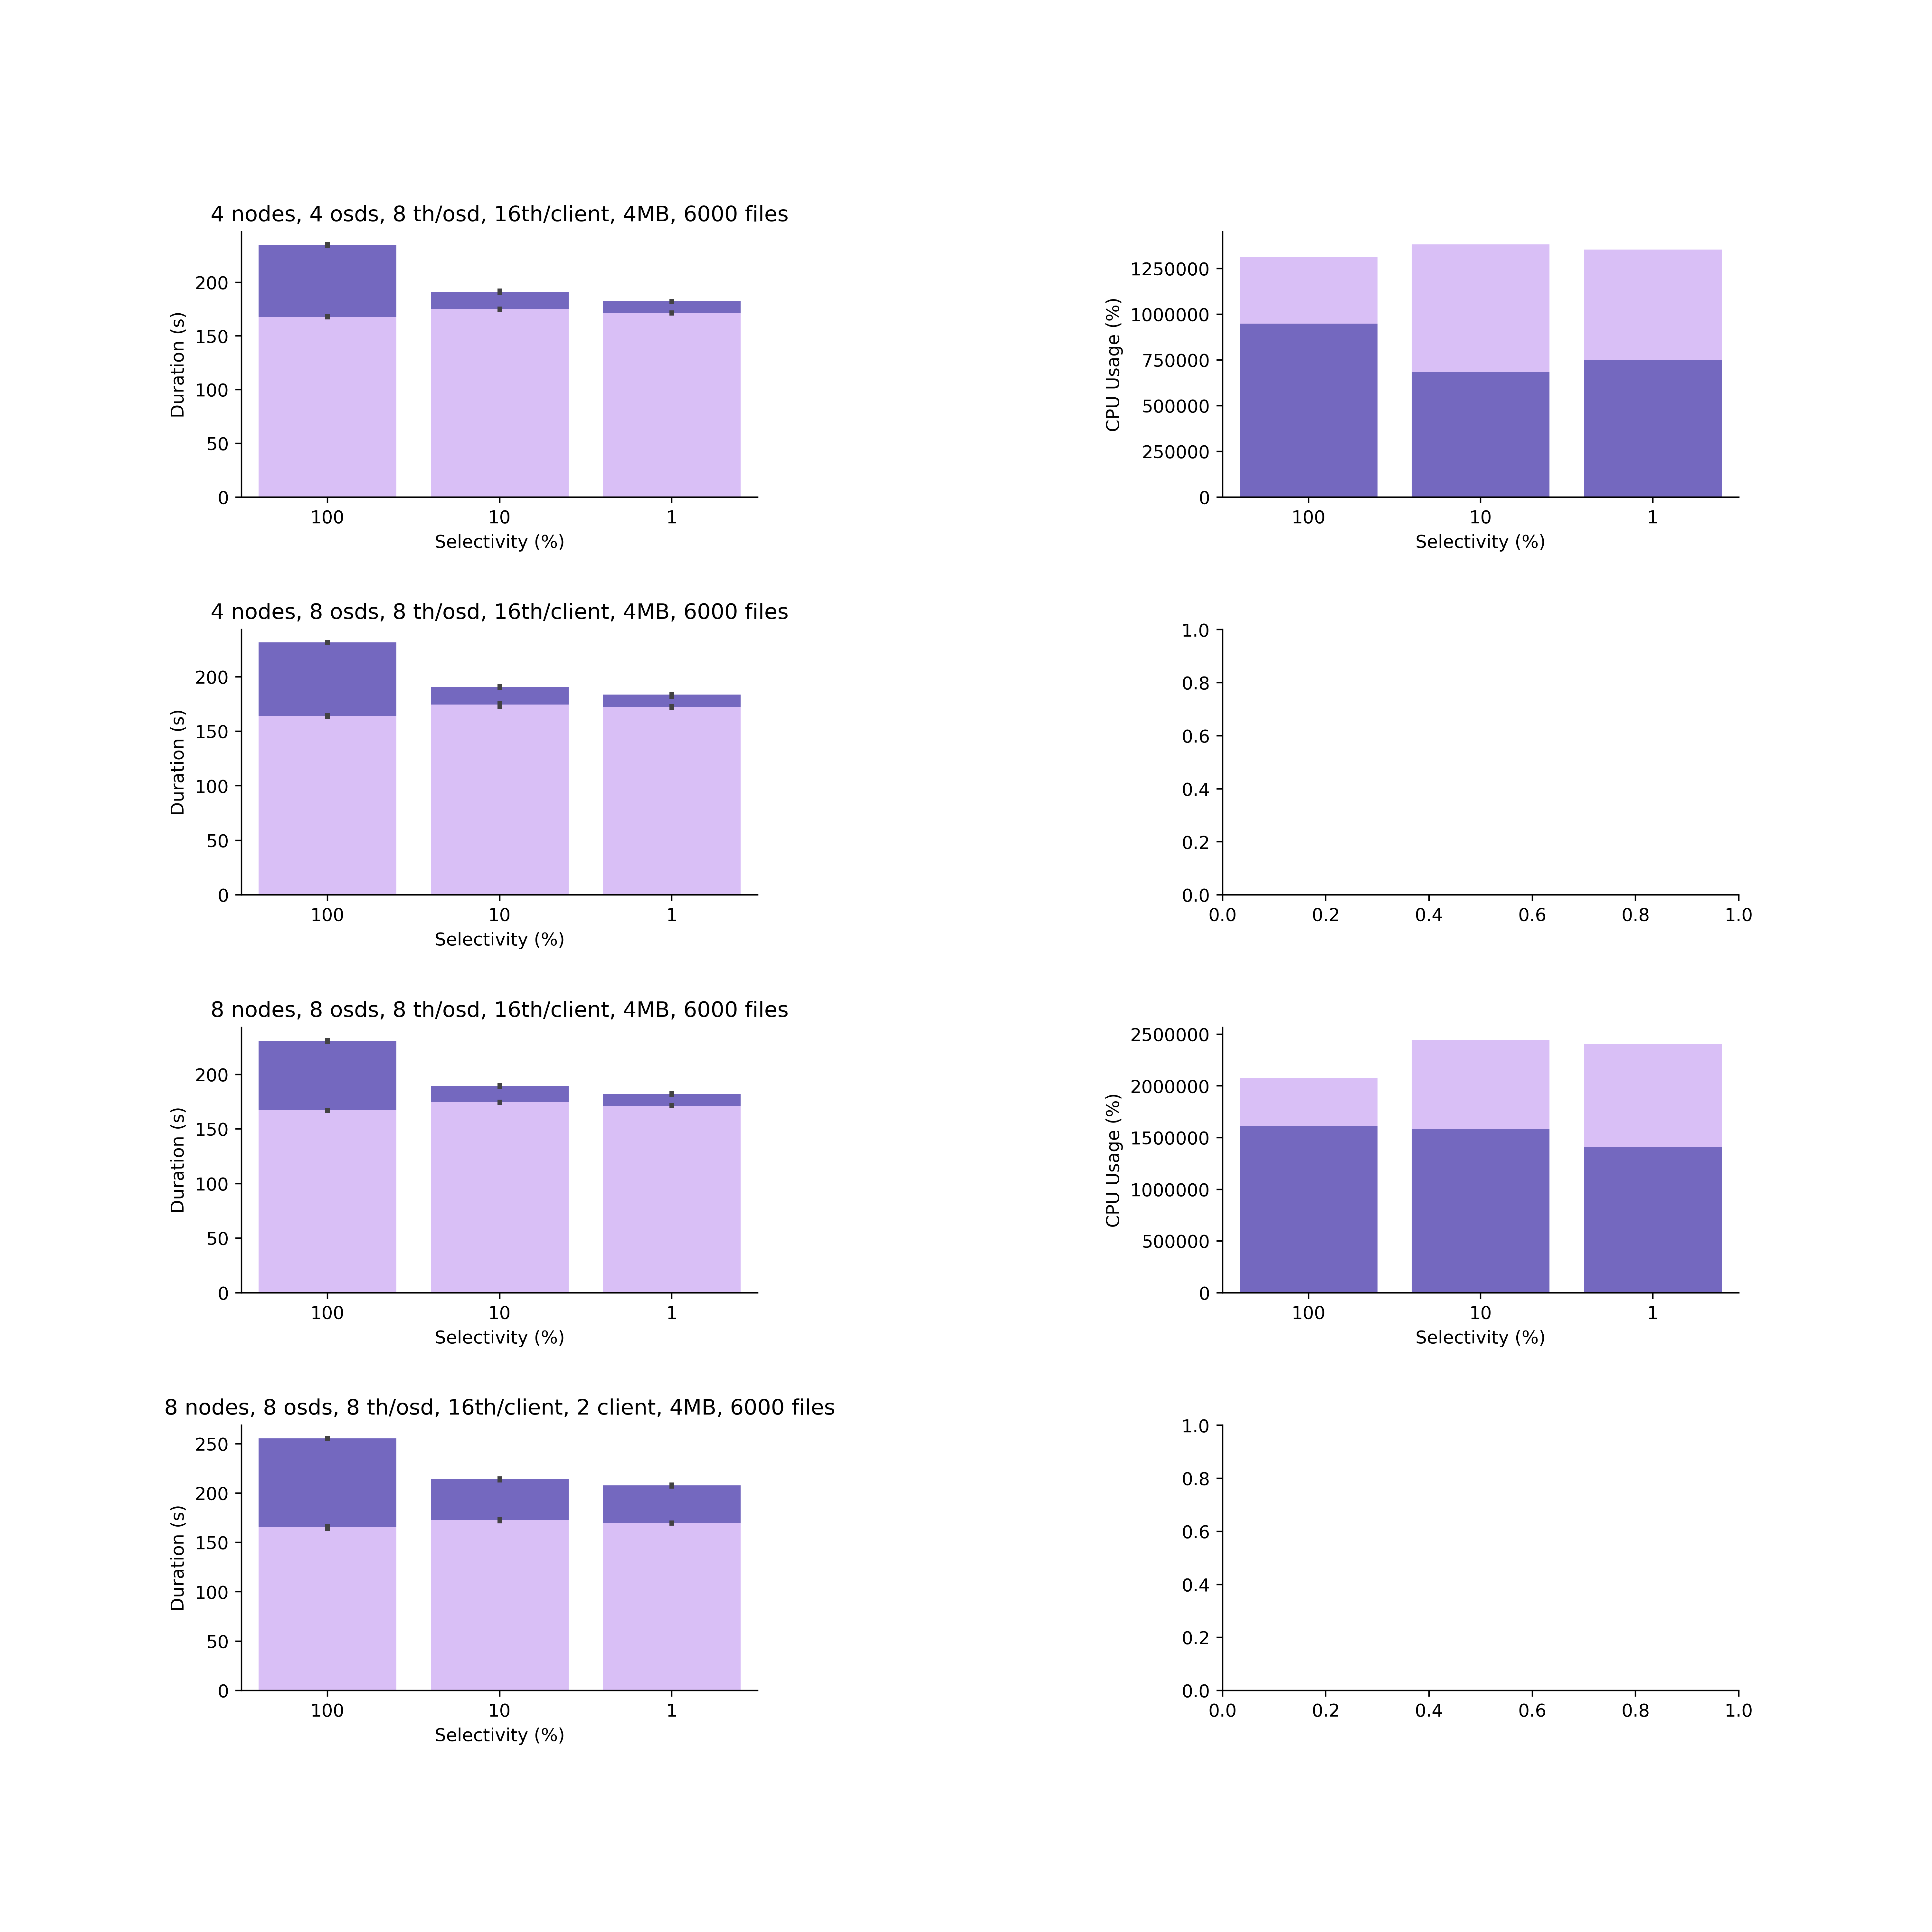 4 nodes, 4 osds, 8 th/osd, 16th/client, 4MB, 6000 files
Duration (s)
200
150
100
50
0
100 10 1
Selectivity (%)
CPU Usage (%)
1250000
1000000
750000
500000
250000
0
100 10 1
Selectivity (%)
4 nodes, 8 osds, 8 th/osd, 16th/client, 4MB, 6000 files
Duration (s)
200
150
100
50
0
100 10 1
Selectivity (%)
1.0
0.8
0.6
0.4
0.2
0.0
0.0 0.2 0.4 0.6 0.8 1.0
8 nodes, 8 osds, 8 th/osd, 16th/client, 4MB, 6000 files
Duration (s)
200
150
100
50
0
100 10 1
Selectivity (%)
CPU Usage (%)
2500000
2000000
1500000
1000000
500000
0
100 10 1
Selectivity (%)
8 nodes, 8 osds, 8 th/osd, 16th/client, 2 client, 4MB, 6000 files
Duration (s)
250
200
150
100
50
0
100 10 1
Selectivity (%)
1.0
0.8
0.6
0.4
0.2
0.0
0.0 0.2 0.4 0.6 0.8 1.0